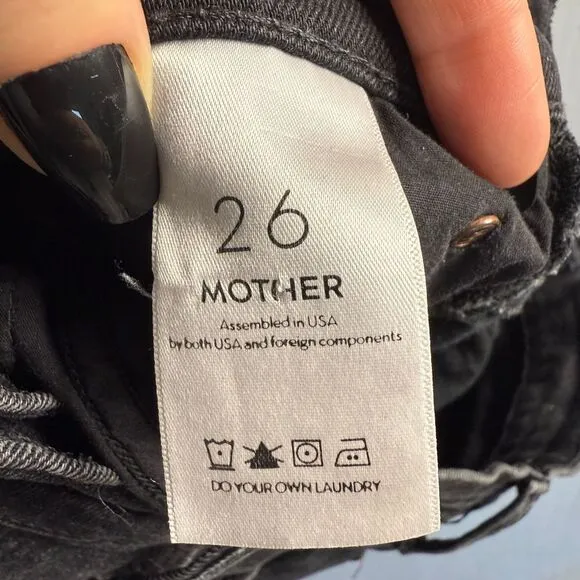 26
MOTHER
Assembled in USA
by both USA and foreign components
DO YOUR OWN LAUNDRY